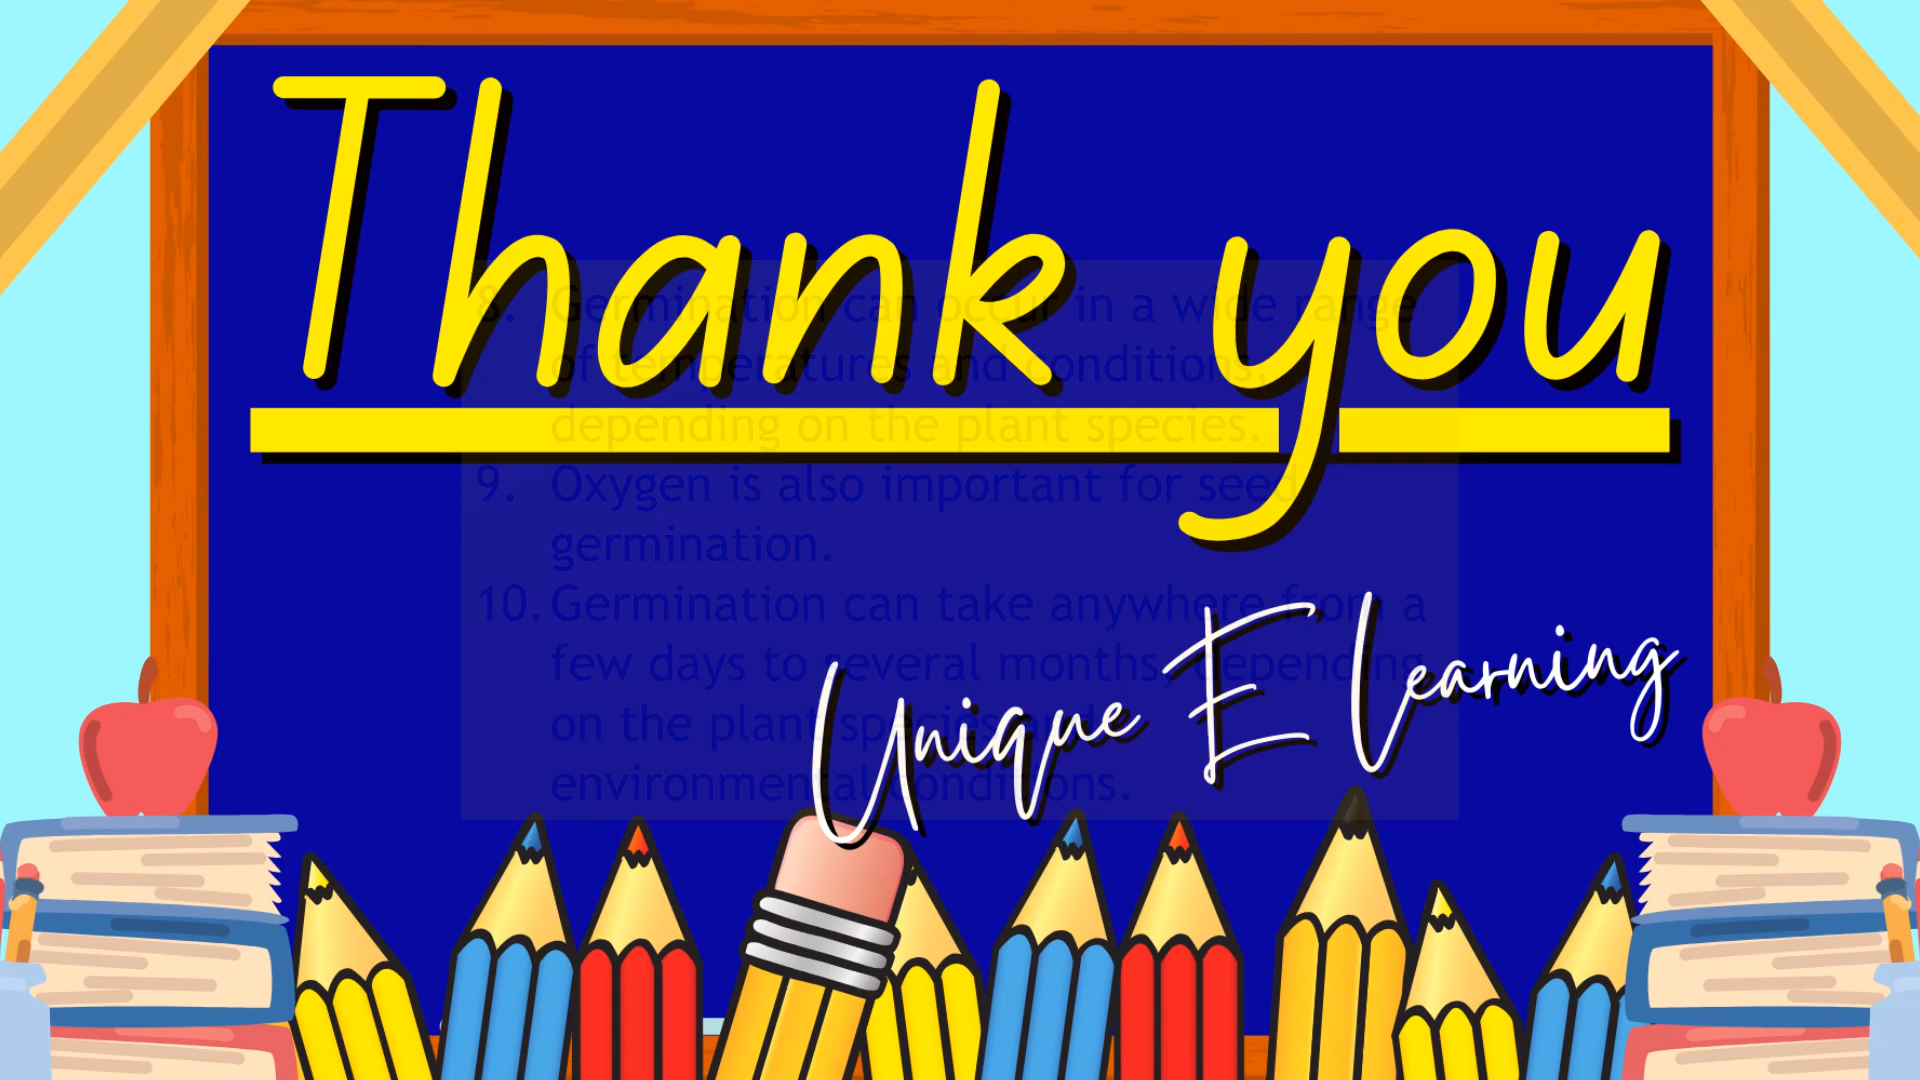 Thank you
8. Germination can occur in a wide range
of temperatures and conditions,
depending on the plant species.
9. Oxygen is also important for seed
germination.
10. Germination can take anywhere from a
few days to several months, depending
on the plant species and
environmental conditions.
Unique E Learning